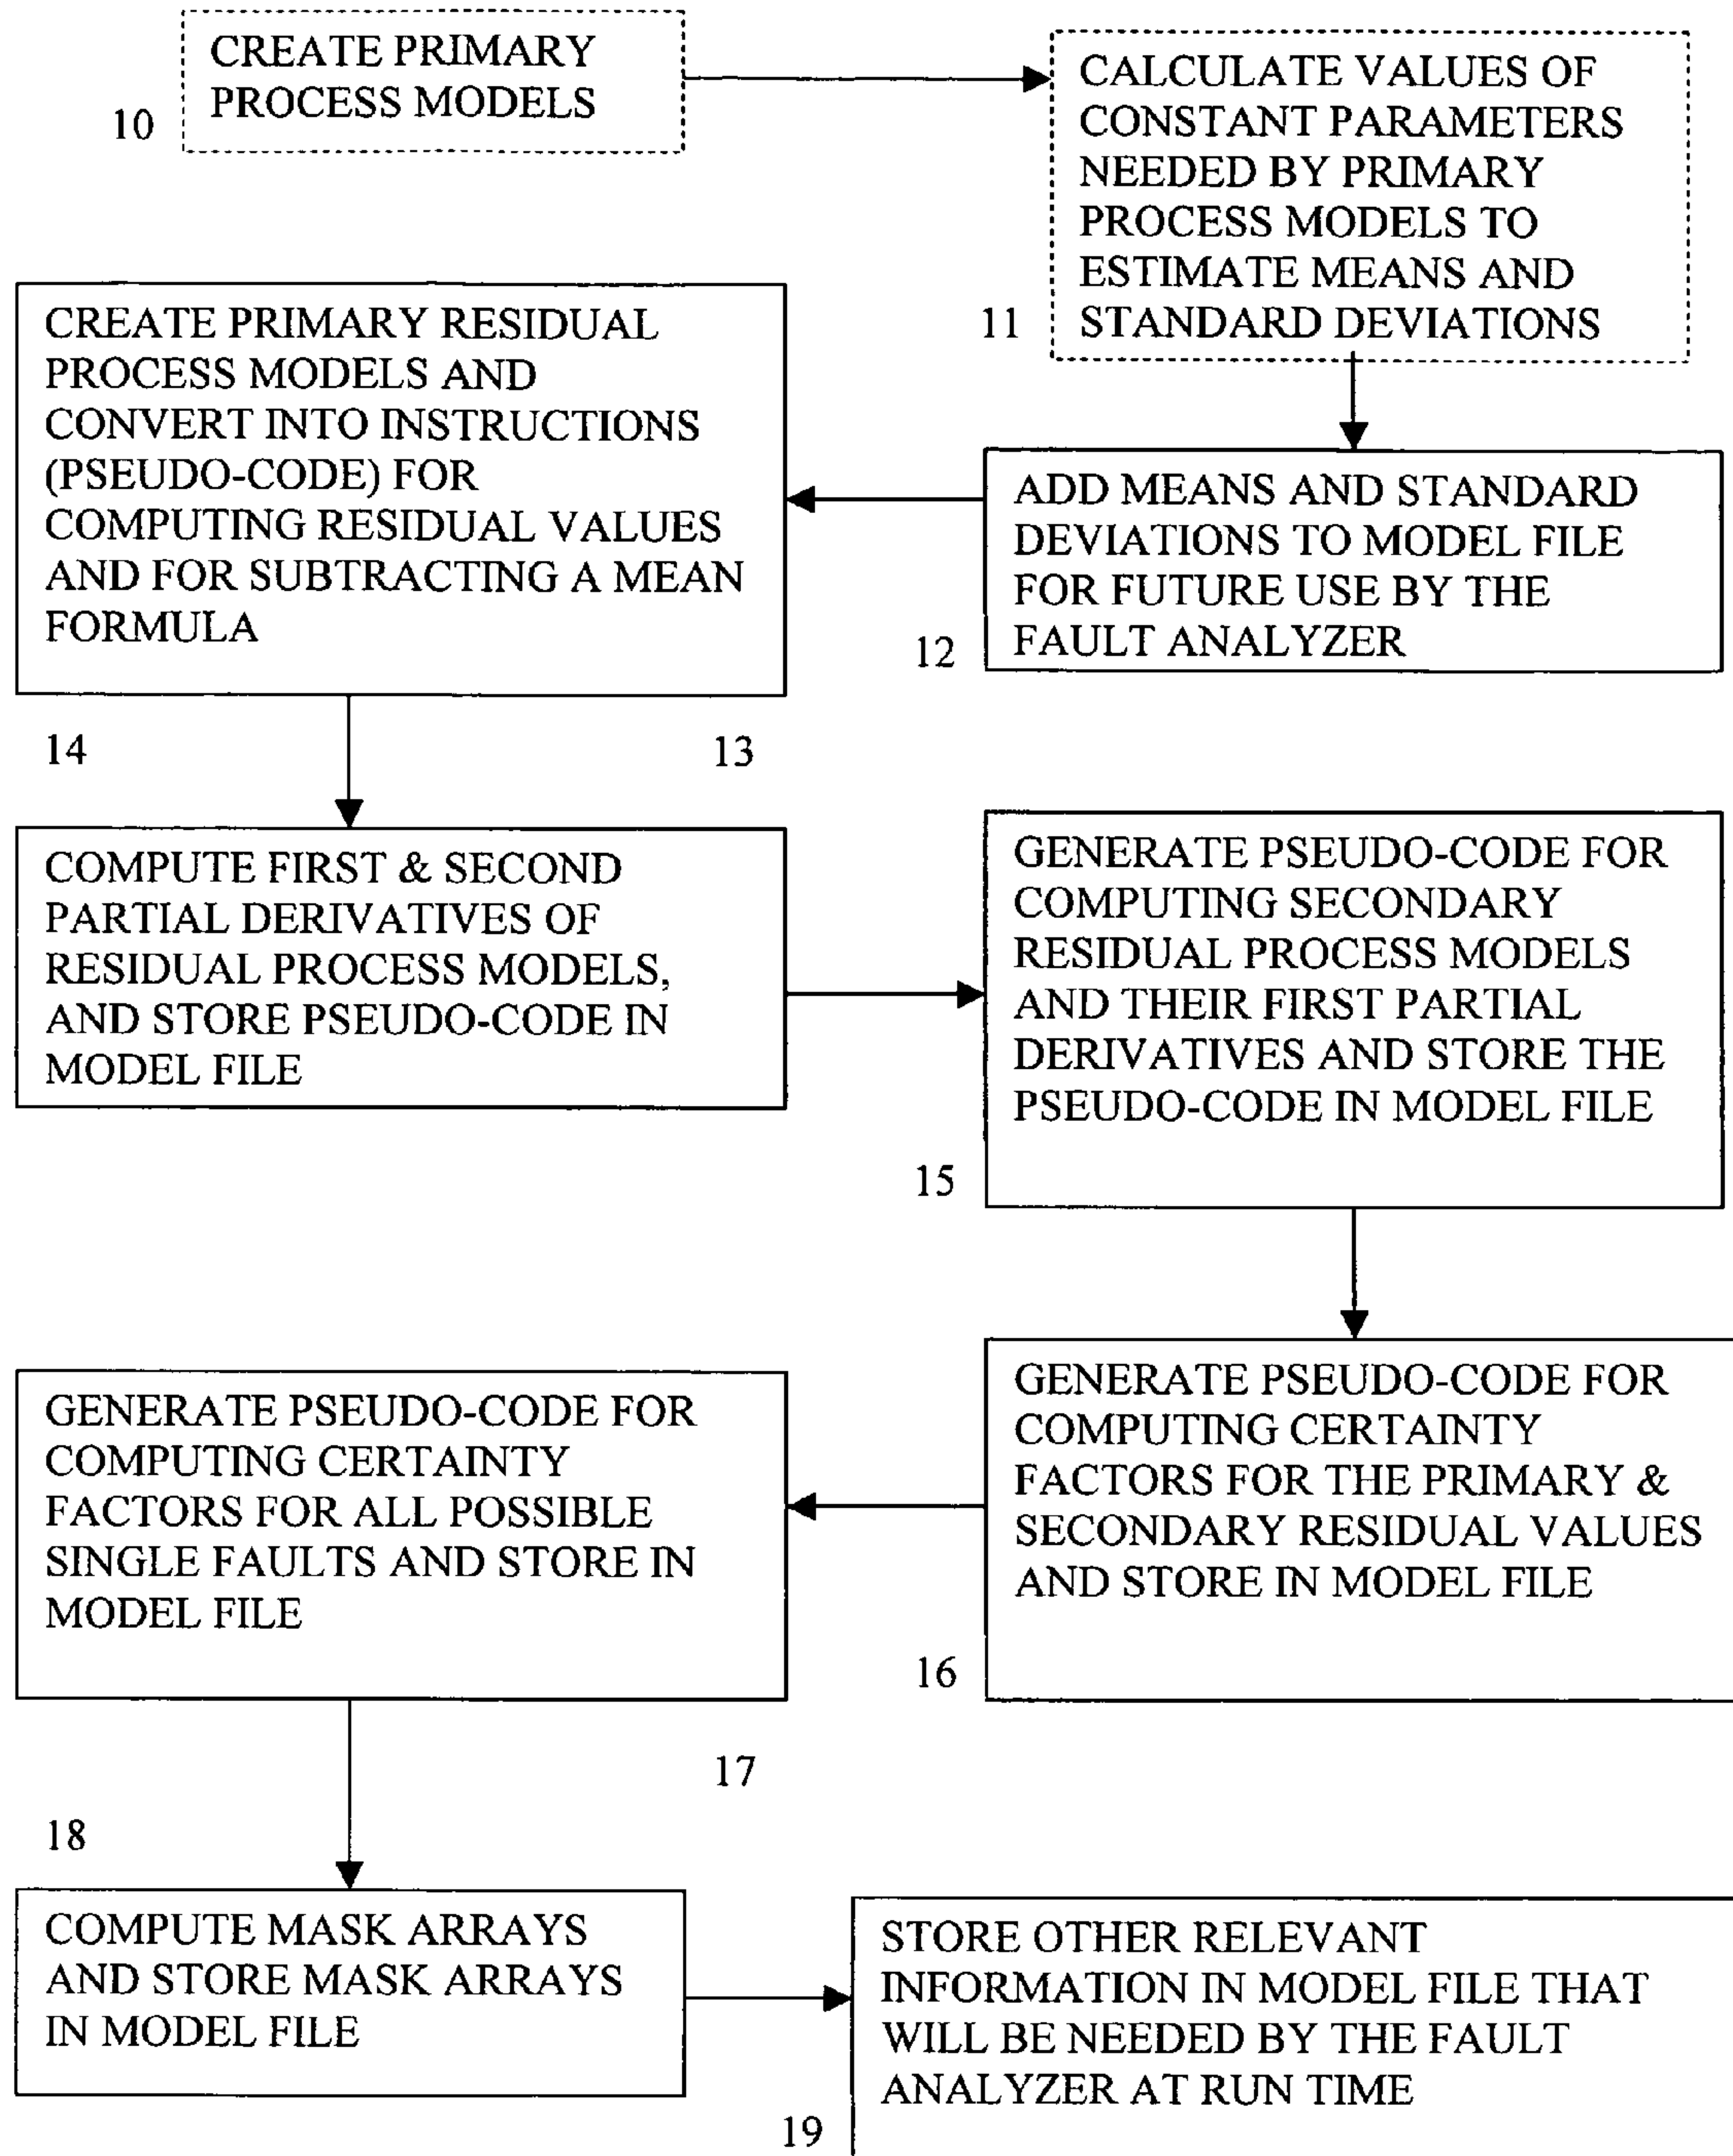 CREATE PRIMARY
PROCESS MODELS
10
CALCULATE VALUES OF
CONSTANT PARAMETERS
NEEDED BY PRIMARY
PROCESS MODELS TO
ESTIMATE MEANS AND
STANDARD DEVIATIONS
11
ADD MEANS AND STANDARD
DEVIATIONS TO MODEL FILE
FOR FUTURE USE BY THE
FAULT ANALYZER
12
CREATE PRIMARY RESIDUAL
PROCESS MODELS AND
CONVERT INTO INSTRUCTIONS
(PSEUDO-CODE) FOR
COMPUTING RESIDUAL VALUES
AND FOR SUBTRACTING A MEAN
FORMULA
13
14
COMPUTE FIRST & SECOND
PARTIAL DERIVATIVES OF
RESIDUAL PROCESS MODELS,
AND STORE PSEUDO-CODE IN
MODEL FILE
GENERATE PSEUDO-CODE FOR
COMPUTING SECONDARY
RESIDUAL PROCESS MODELS
AND THEIR FIRST PARTIAL
DERIVATIVES AND STORE THE
PSEUDO-CODE IN MODEL FILE
15
GENERATE PSEUDO-CODE FOR
COMPUTING CERTAINTY
FACTORS FOR THE PRIMARY &
SECONDARY RESIDUAL VALUES
AND STORE IN MODEL FILE
16
GENERATE PSEUDO-CODE FOR
COMPUTING CERTAINTY
FACTORS FOR ALL POSSIBLE
SINGLE FAULTS AND STORE IN
MODEL FILE
17
18
COMPUTE MASK ARRAYS
AND STORE MASK ARRAYS
IN MODEL FILE
STORE OTHER RELEVANT
INFORMATION IN MODEL FILE THAT
WILL BE NEEDED BY THE FAULT
ANALYZER AT RUN TIME
19